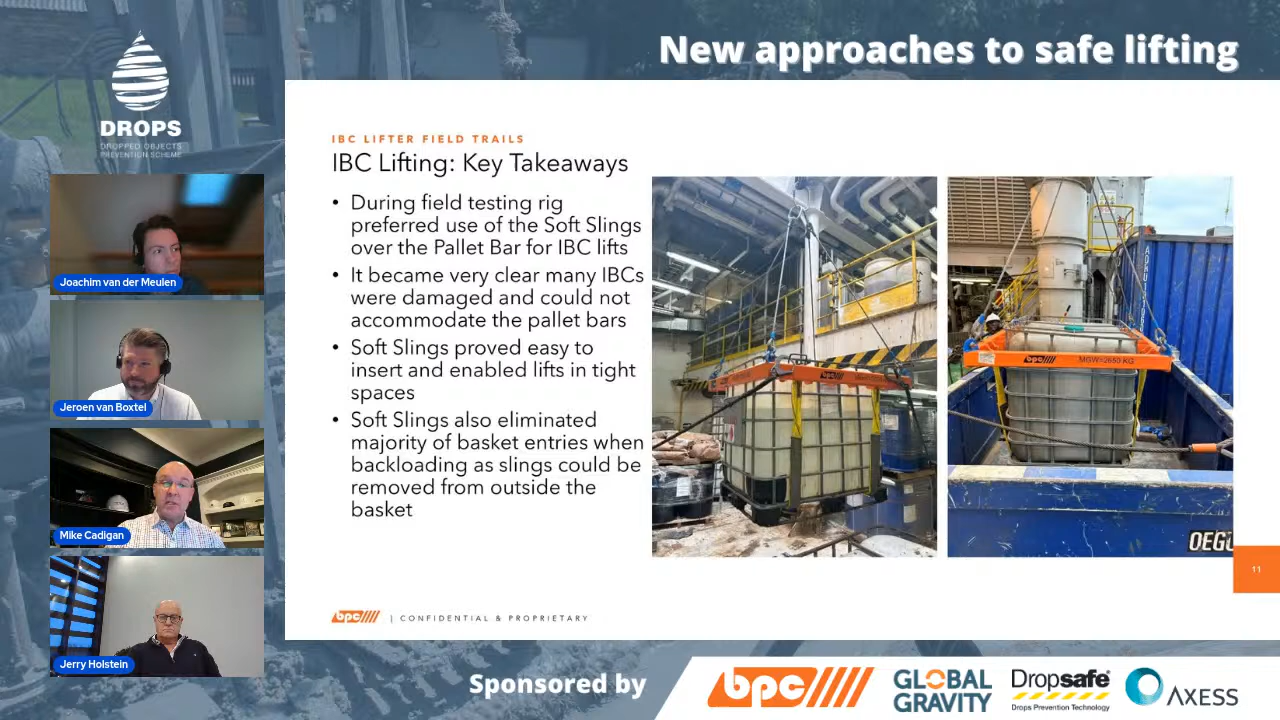 New approaches to safe lifting
DROPS
DROPPED OBJECTS
PREVENTION SCHEME
Joachim van der Meulen
Jeroen van Boxtel
Mike Cadigan
Jerry Holstein
IBC LIFTER FIELD TRAILS
IBC Lifting: Key Takeaways
• During field testing rig
preferred use of the Soft Slings
over the Pallet Bar for IBC lifts
• It became very clear many IBCs
were damaged and could not
accommodate the pallet bars
• Soft Slings proved easy to
insert and enabled lifts in tight
spaces
• Soft Slings also eliminated
majority of basket entries when
backloading as slings could be
removed from outside the
basket
bpc
MGW=2650 KG
11
bpc | CONFIDENTIAL & PROPRIETARY
Sponsored by
bpc
GLOBAL
GRAVITY
Dropsafe®
Drops Prevention Technology
AXESS